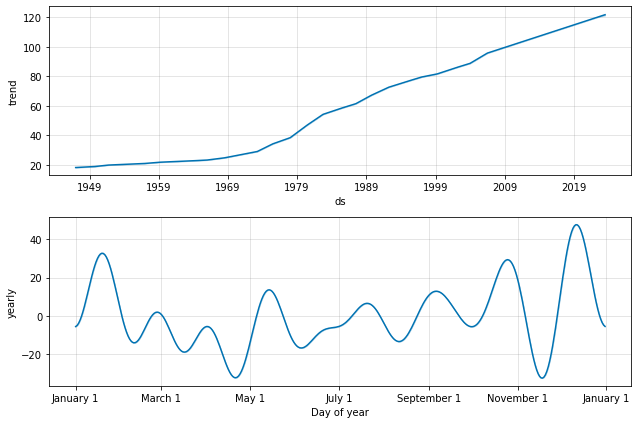 120
100
80
60
40
20
trend
1949 1959 1969 1979 1989 1999 2009 2019
ds
40
20
0
−20
yearly
January 1 March 1 May 1 July 1 September 1 November 1 January 1
Day of year